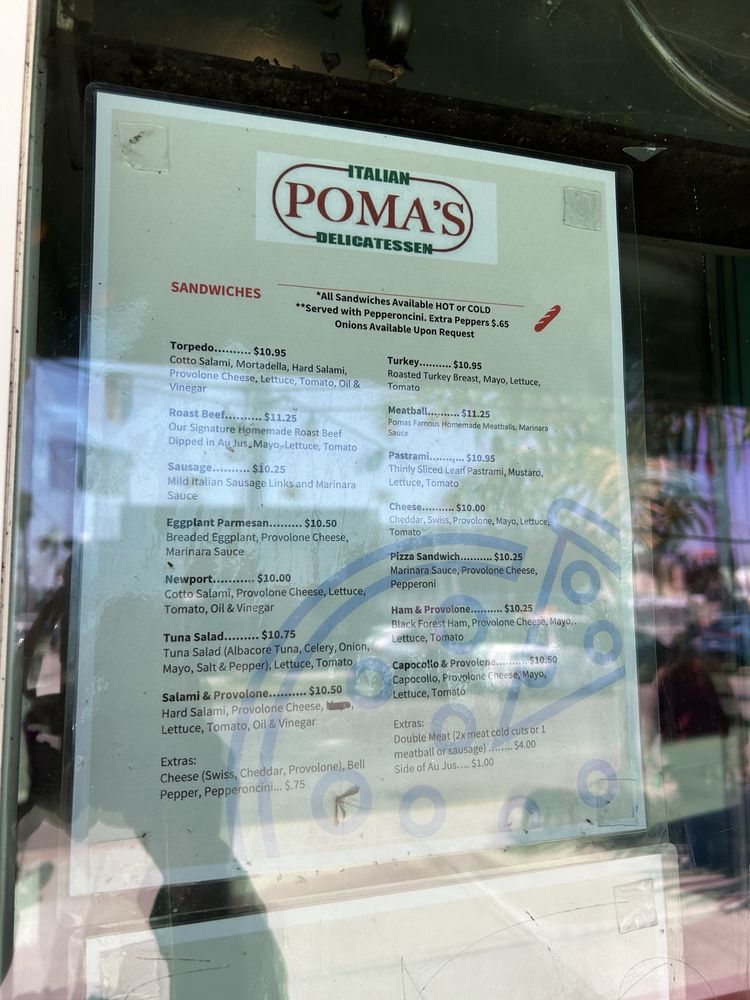 ITALIAN
POMA'S
DELICATESSEN
SANDWICHES
*All Sandwiches Available HOT or COLD
**Served with Pepperoncini. Extra Peppers $.65
Onions Available Upon Request
Torpedo.......... $10.95
Cotto Salami, Mortadella, Hard Salami,
Provolone Cheese, Lettuce, Tomato, Oil &
Vinegar
Roast Beef.......... $11.25
Our Signature Homemade Roast Beef
Dipped in Au Jus, Mayo, Lettuce, Tomato
Sausage.......... $10.25
Mild Italian Sausage Links and Marinara
Sauce
Eggplant Parmesan......... $10.50
Breaded Eggplant, Provolone Cheese,
Marinara Sauce
Newport............ $10.00
Cotto Salami, Provolone Cheese, Lettuce,
Tomato, Oil & Vinegar
Tuna Salad......... $10.75
Tuna Salad (Albacore Tuna, Celery, Onion,
Mayo, Salt & Pepper), Lettuce, Tomato
Salami & Provolone.......... $10.50
Hard Salami, Provolone Cheese, ,
Lettuce, Tomato, Oil & Vinegar
Extras:
Cheese (Swiss, Cheddar, Provolone), Bell
Pepper, Pepperoncini... $.75
Turkey.......... $10.95
Roasted Turkey Breast, Mayo, Lettuce,
Tomato
Meatball.......... $11.25
Pomas Famous Homemade Meatballs, Marinara
Sauce
Pastrami........... $10.95
Thinly Sliced Lean Pastrami, Mustard,
Lettuce, Tomato
Cheese.......... $10.00
Cheddar, Swiss, Provolone, Mayo, Lettuce,
Tomato
Pizza Sandwich.......... $10.25
Marinara Sauce, Provolone Cheese,
Pepperoni
Ham & Provolone.......... $10.25
Black Forest Ham, Provolone Cheese, Mayo,
Lettuce, Tomato
Capocollo & Provolone.......... $10.50
Capocollo, Provolone Cheese, Mayo,
Lettuce, Tomato
Extras:
Double Meat (2x meat cold cuts or 1
meatball or sausage) ........ $4.00
Side of Au Jus.... $1.00